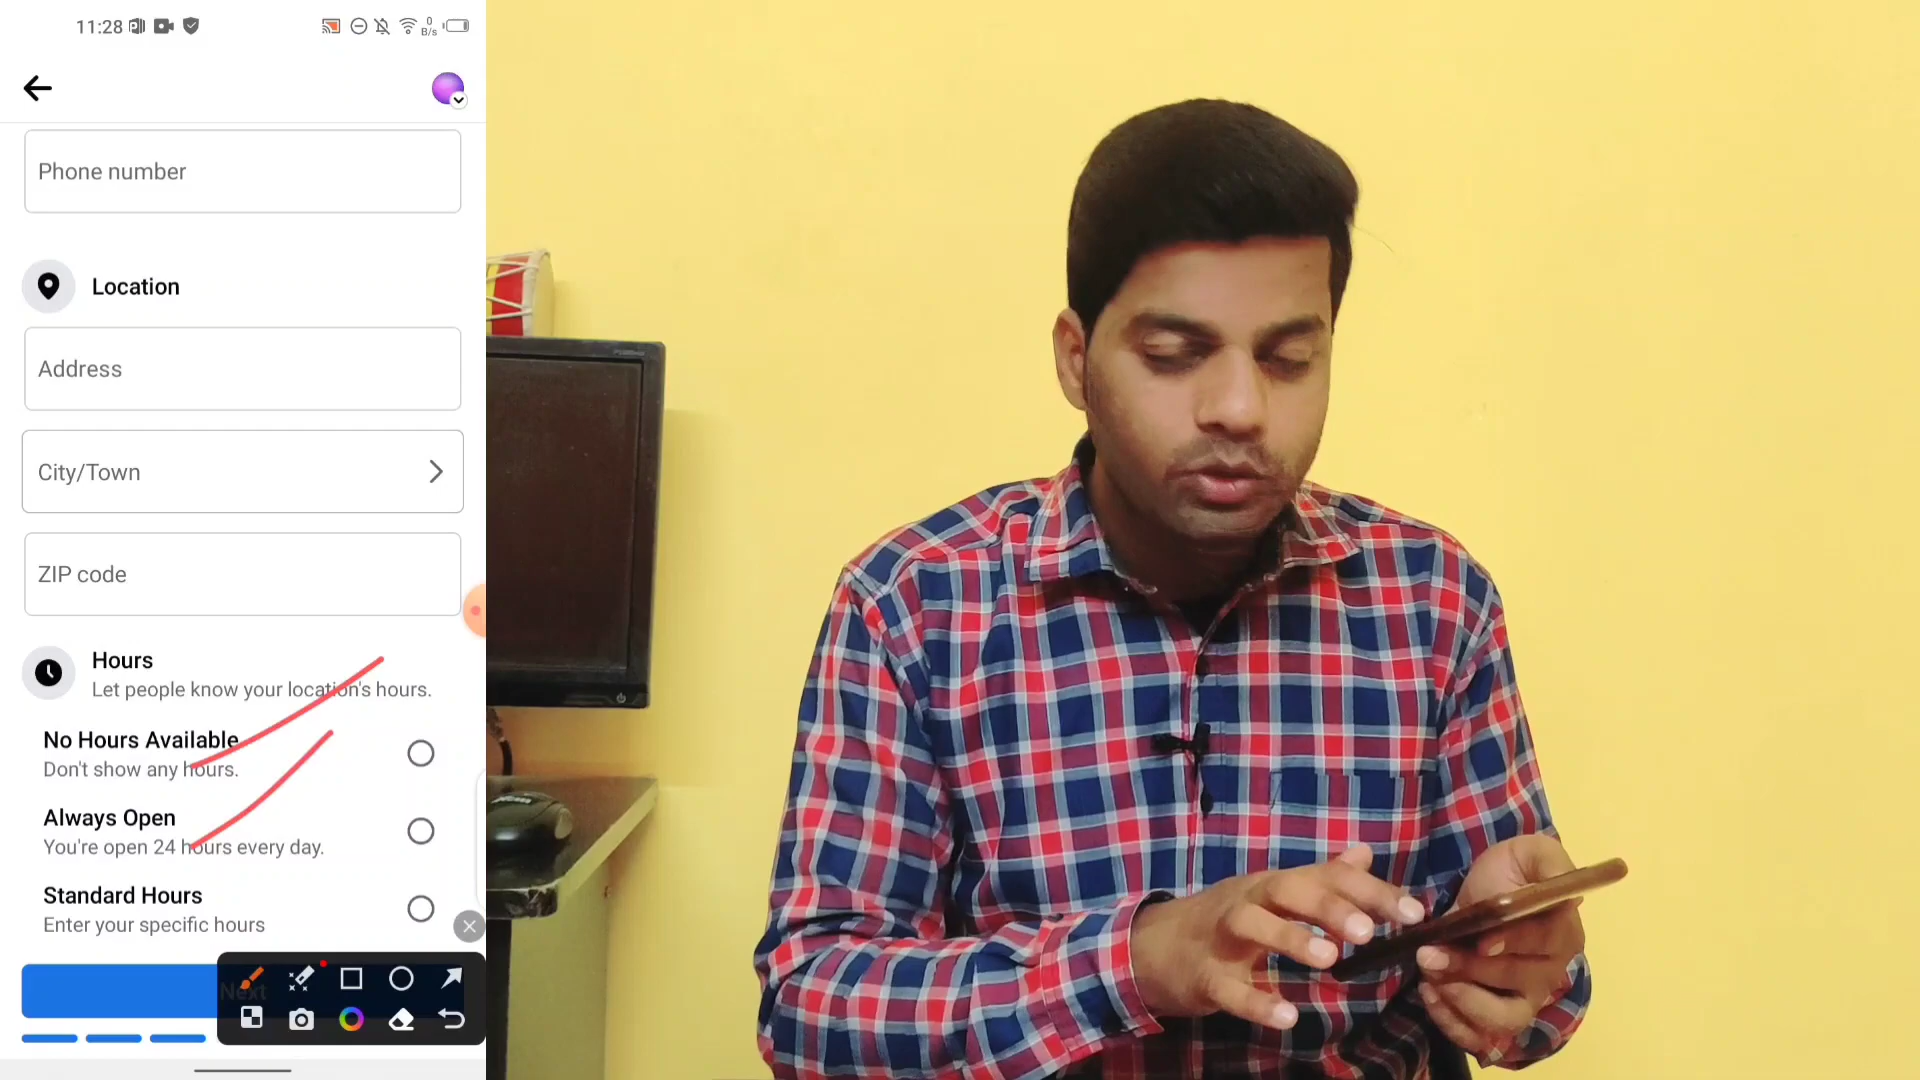 11:28
0
B/s
Phone number
Location
Address
City/Town
ZIP code
Hours
Let people know your location's hours.
No Hours Available
Don't show any hours.
Always Open
You're open 24 hours every day.
Standard Hours
Enter your specific hours
Next